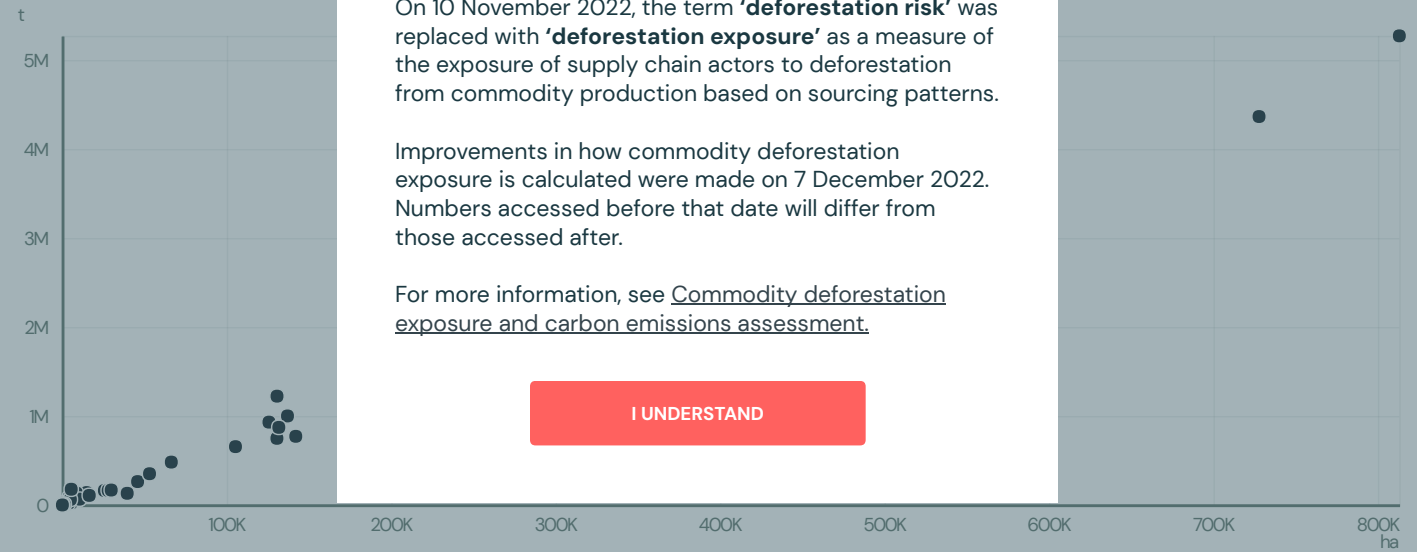 t
5M
4M
3M
2M
1M
0
On 10 November 2022, the term ‘deforestation risk’ was
replaced with ‘deforestation exposure’ as a measure of
the exposure of supply chain actors to deforestation
from commodity production based on sourcing patterns.
Improvements in how commodity deforestation
exposure is calculated were made on 7 December 2022.
Numbers accessed before that date will differ from
those accessed after.
For more information, see Commodity deforestation
exposure and carbon emissions assessment.
I UNDERSTAND
100K 200K 300K 400K 500K 600K 700K 800K
ha